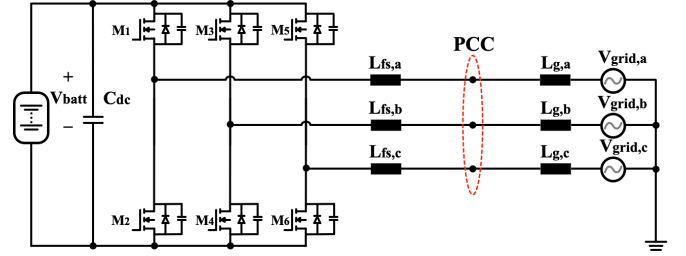 M1 M3 M5
PCC
Lfs,a Lg,a Vgrid,a
+
Vbatt Cdc
−
Lfs,b Lg,b Vgrid,b
Lfs,c Lg,c Vgrid,c
M2 M4 M6